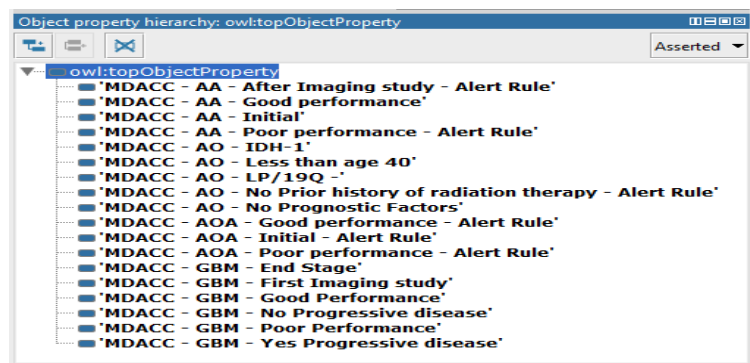 Object property hierarchy: owl:topObjectProperty
Asserted
owl:topObjectProperty
'MDACC - AA - After Imaging study - Alert Rule'
'MDACC - AA - Good performance'
'MDACC - AA - Initial'
'MDACC - AA - Poor performance - Alert Rule'
'MDACC - AO - IDH-1'
'MDACC - AO - Less than age 40'
'MDACC - AO - LP/19Q -'
'MDACC - AO - No Prior history of radiation therapy - Alert Rule'
'MDACC - AO - No Prognostic Factors'
'MDACC - AOA - Good performance - Alert Rule'
'MDACC - AOA - Initial - Alert Rule'
'MDACC - AOA - Poor performance - Alert Rule'
'MDACC - GBM - End Stage'
'MDACC - GBM - First Imaging study'
'MDACC - GBM - Good Performance'
'MDACC - GBM - No Progressive disease'
'MDACC - GBM - Poor Performance'
'MDACC - GBM - Yes Progressive disease'